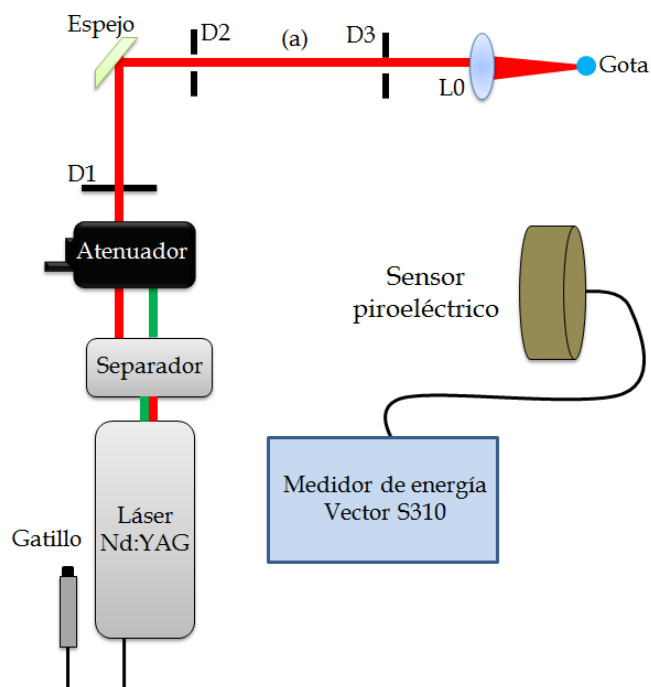 Espejo
D2
(a)
D3
L0
Gota
D1
Atenuador
Sensor
piroeléctrico
Separador
Medidor de energía
Vector S310
Láser
Nd:YAG
Gatillo